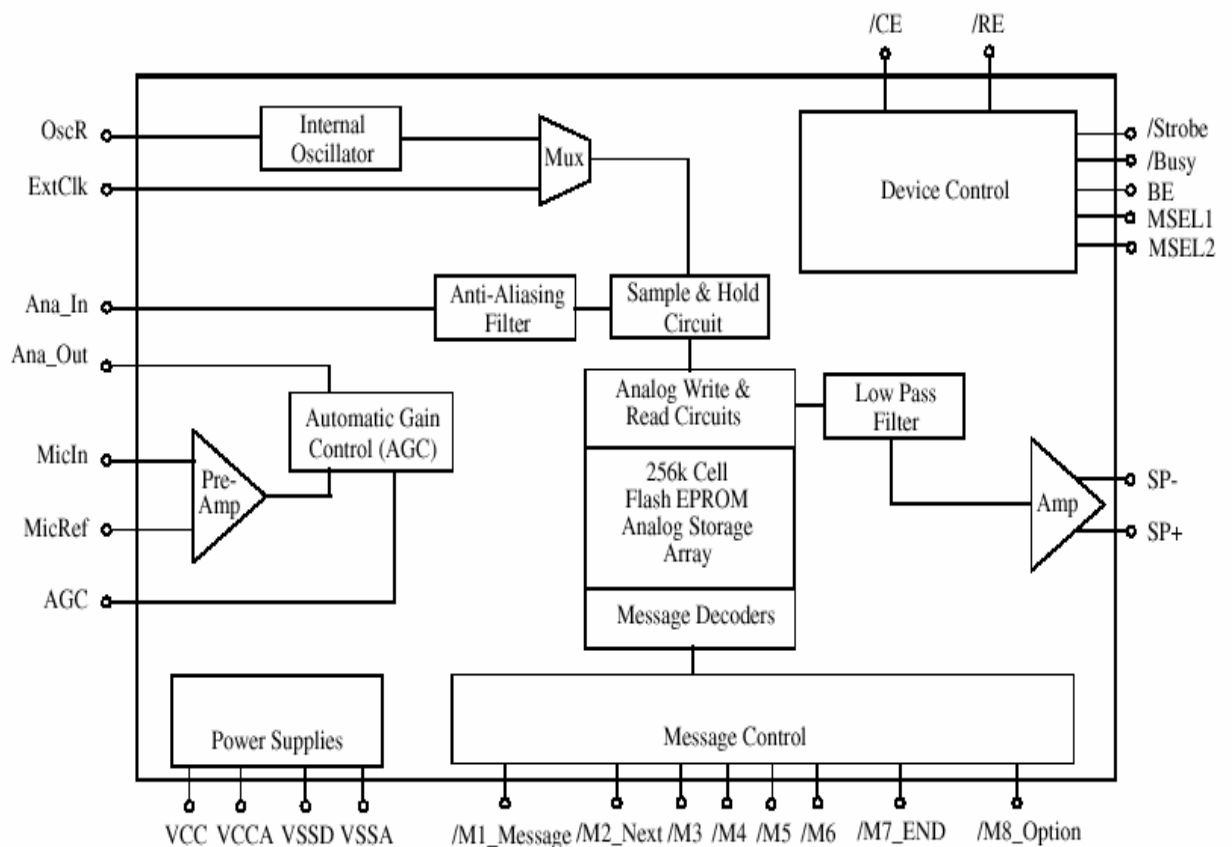 /CE
/RE
OscR
Internal
Oscillator
Mux
ExtClk
/Strobe
/Busy
BE
MSEL1
MSEL2
Device Control
Ana_In
Anti-Aliasing
Filter
Sample & Hold
Circuit
Ana_Out
Automatic Gain
Control (AGC)
Analog Write &
Read Circuits
Low Pass
Filter
MicIn
Pre-
Amp
MicRef
256k Cell
Flash EPROM
Analog Storage
Array
Amp
SP-
SP+
AGC
Message Decoders
Power Supplies
Message Control
VCC
VCCA
VSSD
VSSA
/M1_Message
/M2_Next
/M3
/M4
/M5
/M6
/M7_END
/M8_Option